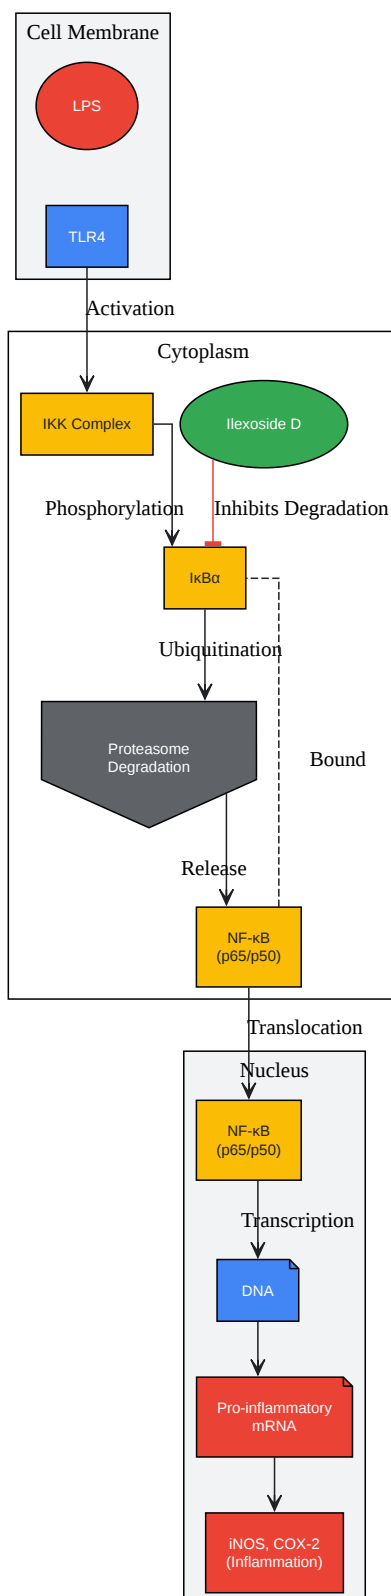 Cell Membrane
LPS
TLR4
Activation
Cytoplasm
IKK Complex
Ilexoside D
Phosphorylation
Inhibits Degradation
IκBα
Ubiquitination
Proteasome
Degradation
Bound
Release
NF-κB
(p65/p50)
Translocation
Nucleus
NF-κB
(p65/p50)
Transcription
DNA
Pro-inflammatory
mRNA
iNOS, COX-2
(Inflammation)